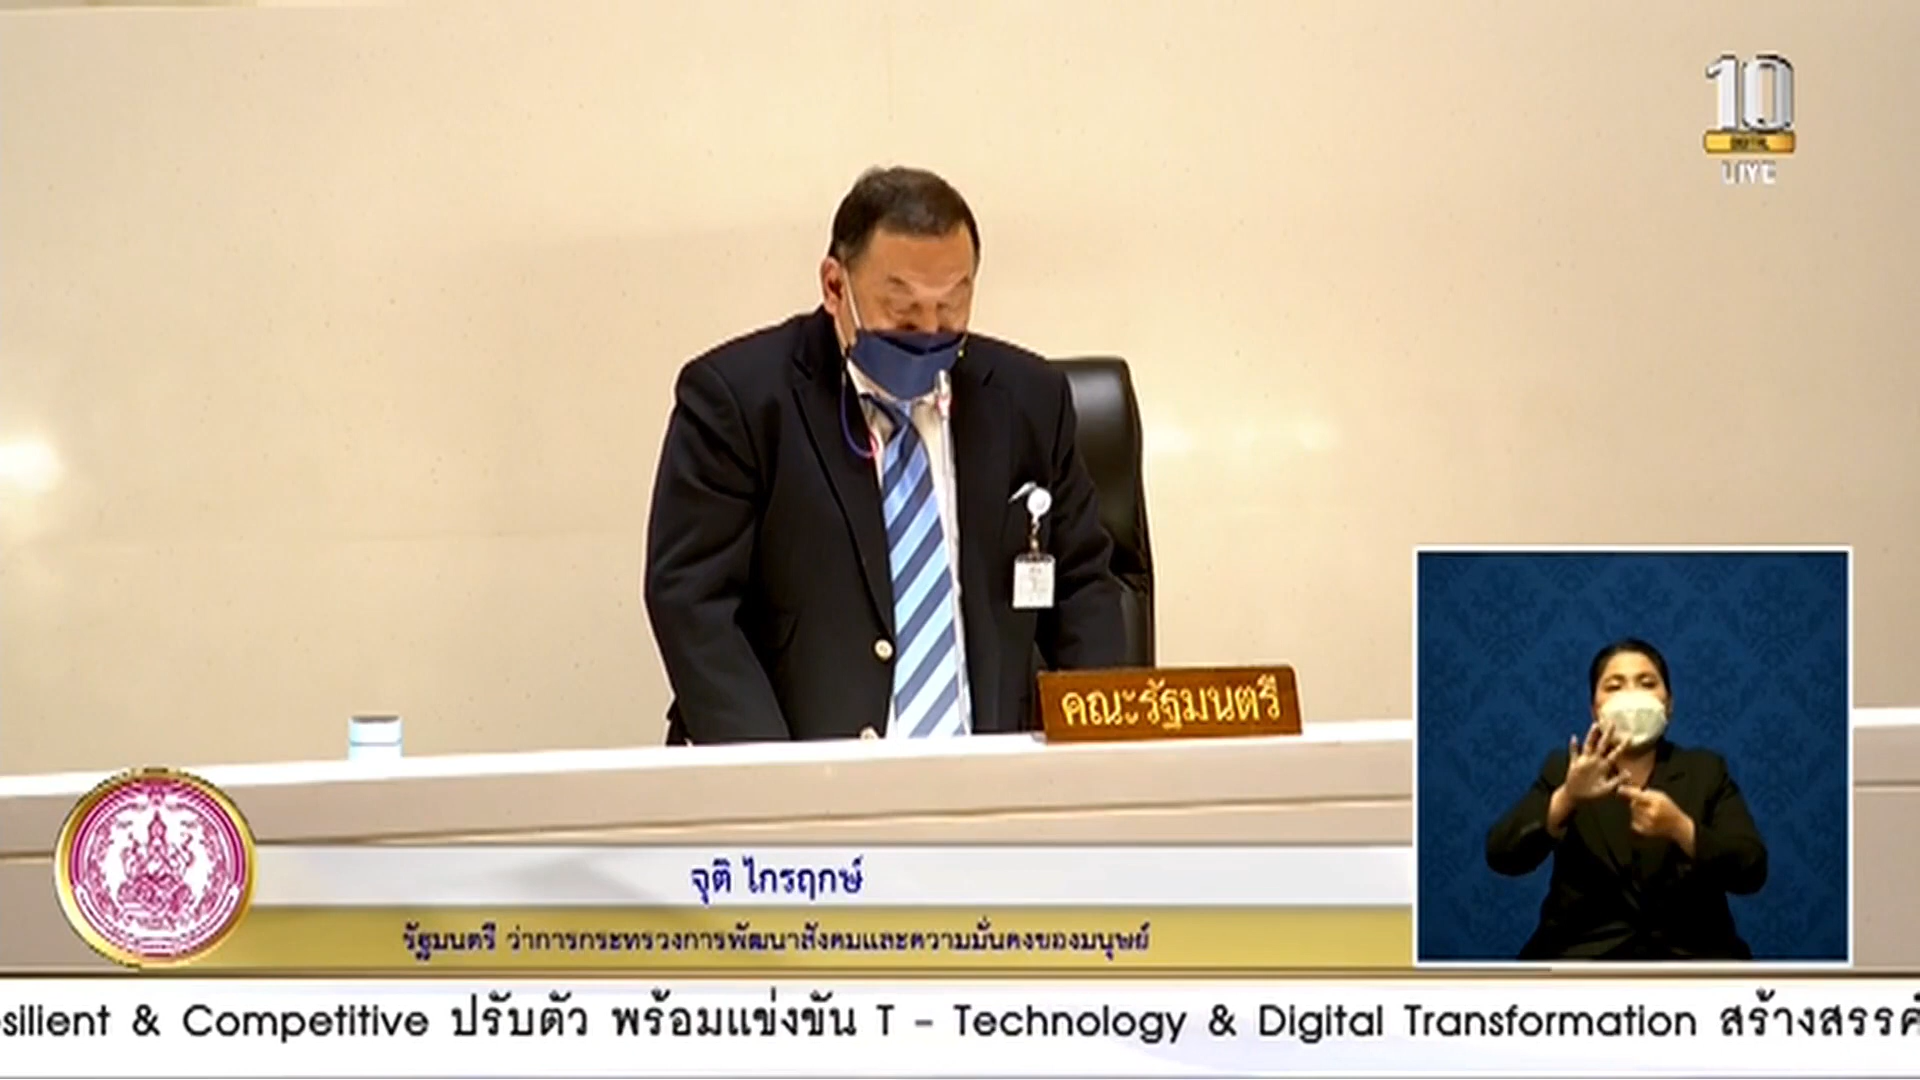 10
DIGITAL
LIVE
คณะรัฐมนตรี
จุติ ไกรฤกษ์
รัฐมนตรี ว่าการกระทรวงการพัฒนาสังคมและความมั่นคงของมนุษย์
esilient & Competitive ปรับตัว พร้อมแข่งขัน T – Technology & Digital Transformation สร้างสรรค์